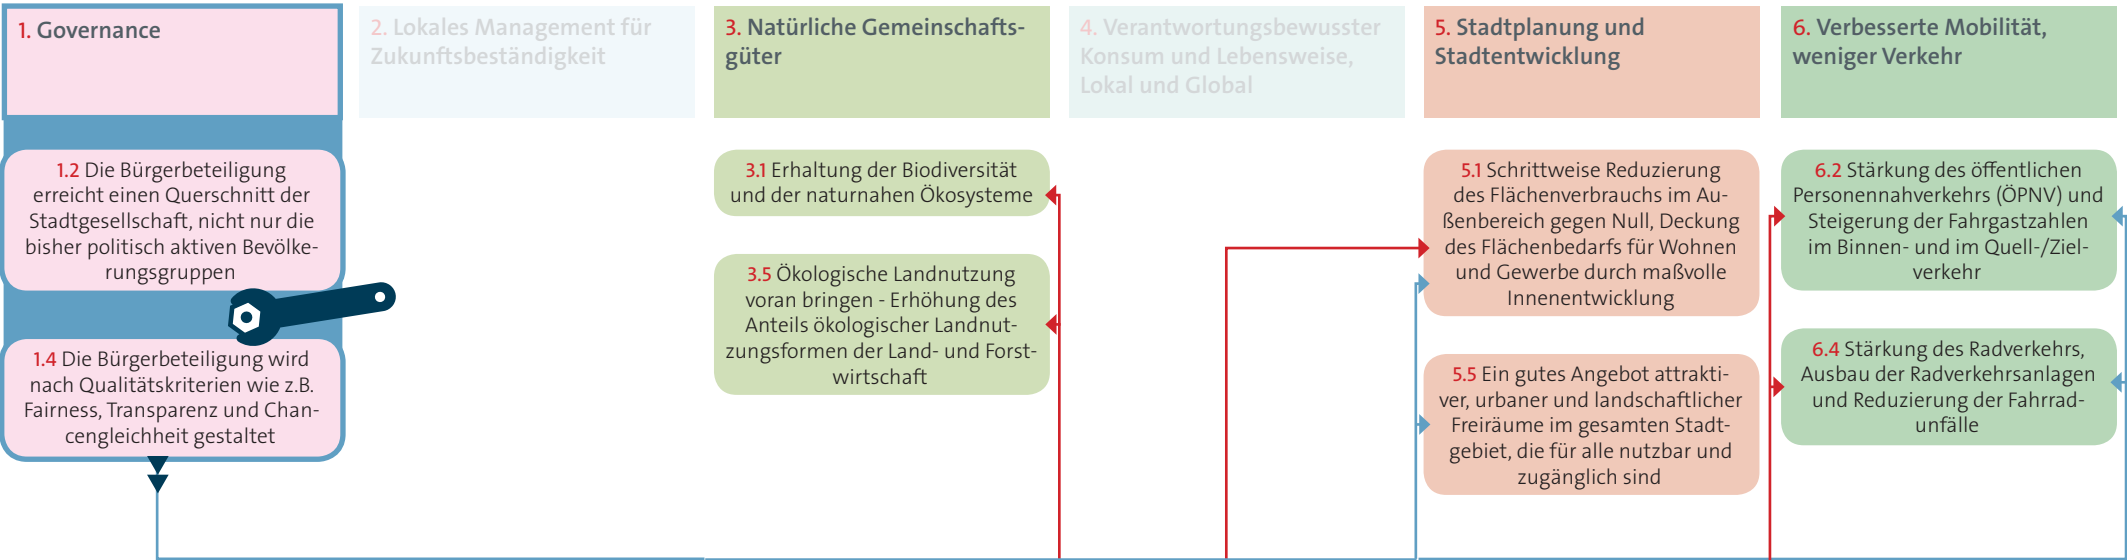 1. Governance
2. Lokales Management für
Zukunftsbeständigkeit
3. Natürliche Gemeinschafts-
güter
4. Verantwortungsbewusster
Konsum und Lebensweise,
Lokal und Global
5. Stadtplanung und
Stadtentwicklung
6. Verbesserte Mobilität,
weniger Verkehr
1.2 Die Bürgerbeteiligung
erreicht einen Querschnitt der
Stadtgesellschaft, nicht nur die
bisher politisch aktiven Bevölke-
rungsgruppen
1.4 Die Bürgerbeteiligung wird
nach Qualitätskriterien wie z.B.
Fairness, Transparenz und Chan-
cengleichheit gestaltet
3.1 Erhaltung der Biodiversität
und der naturnahen Ökosysteme
3.5 Ökologische Landnutzung
voran bringen - Erhöhung des
Anteils ökologischer Landnut-
zungsformen der Land- und Forst-
wirtschaft
5.1 Schrittweise Reduzierung
des Flächenverbrauchs im Au-
ßenbereich gegen Null, Deckung
des Flächenbedarfs für Wohnen
und Gewerbe durch maßvolle
Innenentwicklung
5.5 Ein gutes Angebot attrakti-
ver, urbaner und landschaftlicher
Freiräume im gesamten Stadt-
gebiet, die für alle nutzbar und
zugänglich sind
6.2 Stärkung des öffentlichen
Personennahverkehrs (ÖPNV) und
Steigerung der Fahrgastzahlen
im Binnen- und im Quell-/Ziel-
verkehr
6.4 Stärkung des Radverkehrs,
Ausbau der Radverkehrsanlagen
und Reduzierung der Fahrrad-
unfälle